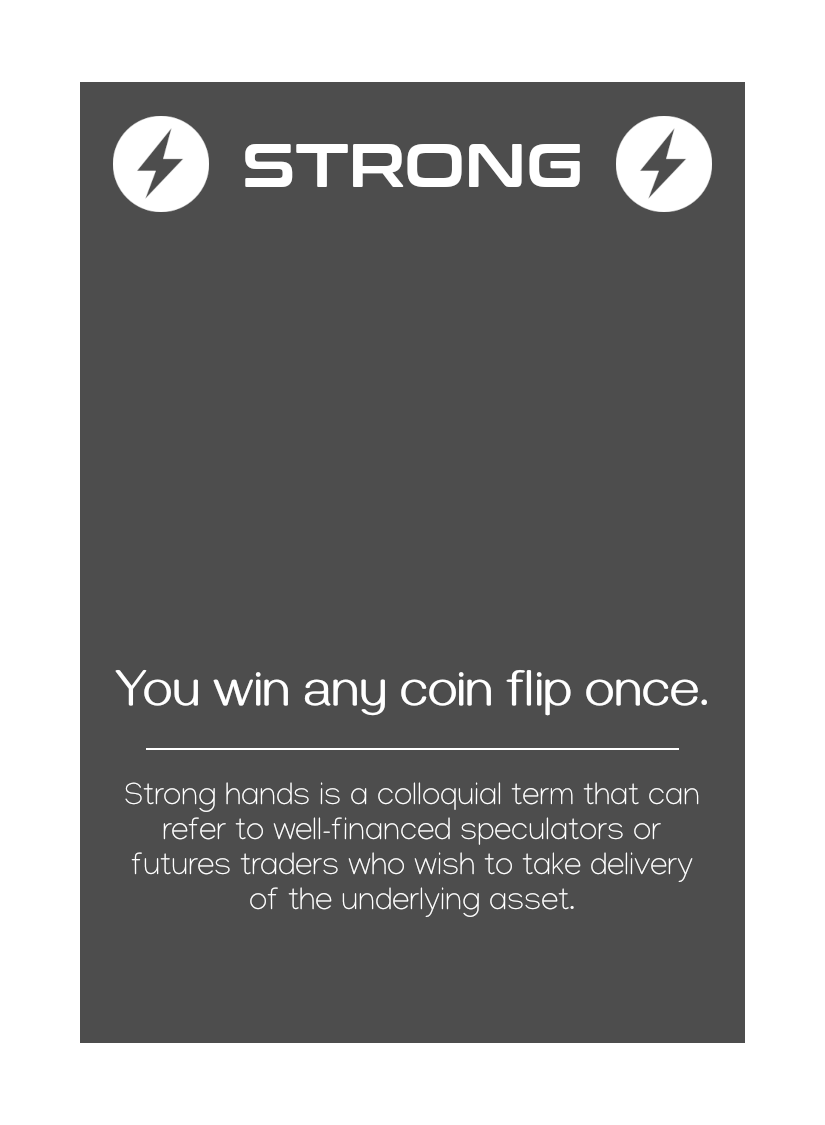 STRONG
You win any coin flip once.
Strong hands is a colloquial term that can
refer to well-financed speculators or
futures traders who wish to take delivery
of the underlying asset.